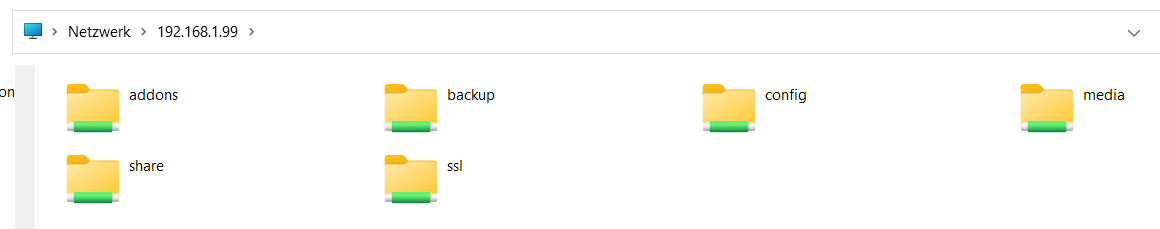 Netzwerk 192.168.1.99
addons backup config media
share ssl